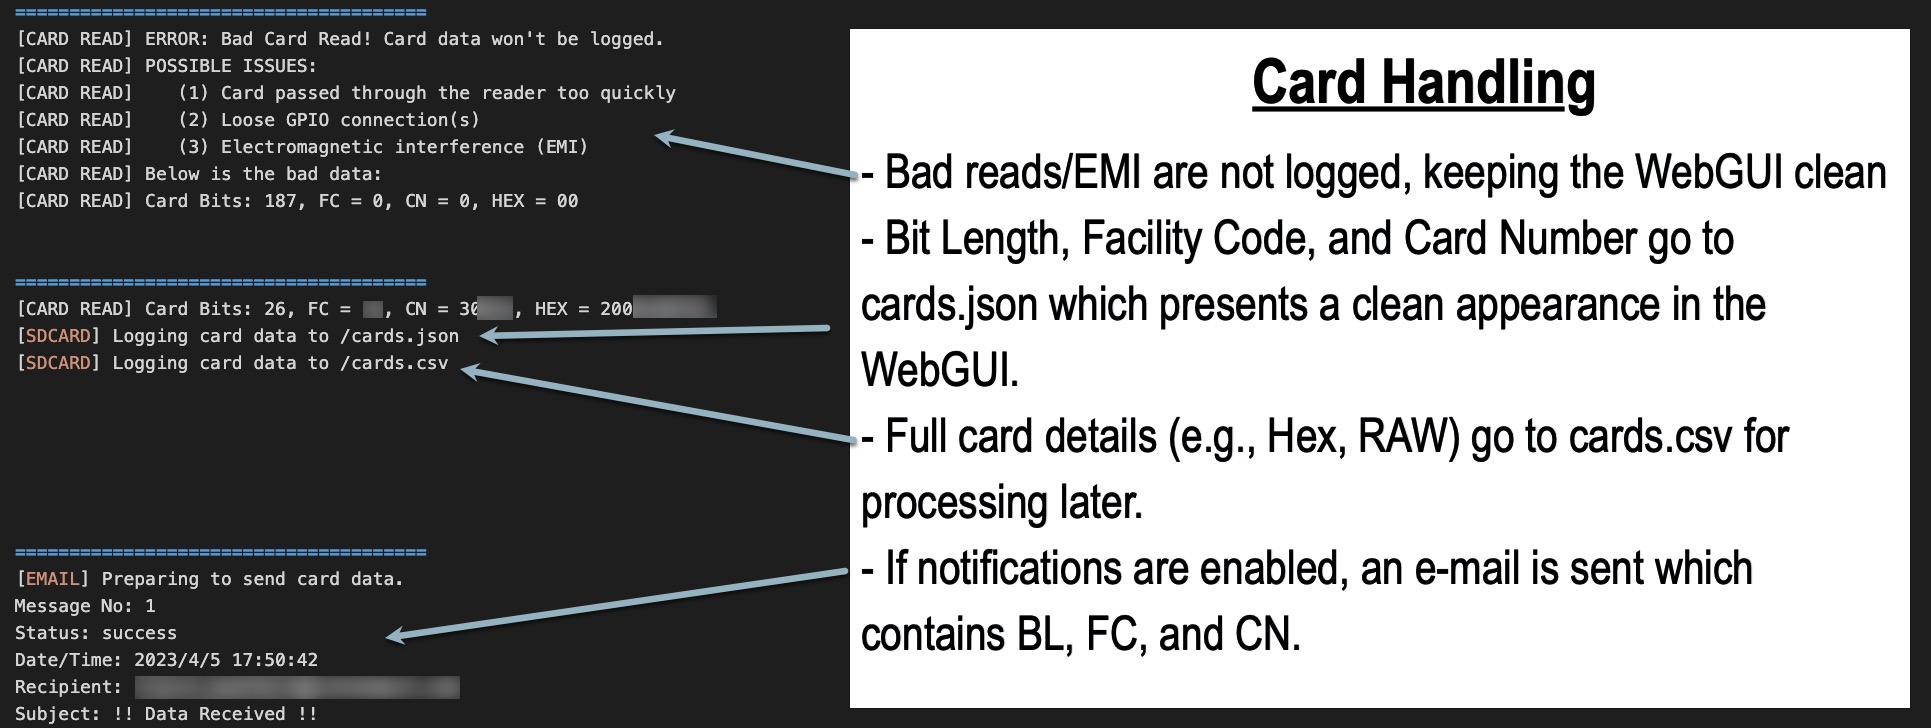 ======================================
[CARD READ] ERROR: Bad Card Read! Card data won't be logged.
[CARD READ] POSSIBLE ISSUES:
[CARD READ]    (1) Card passed through the reader too quickly
[CARD READ]    (2) Loose GPIO connection(s)
[CARD READ]    (3) Electromagnetic interference (EMI)
[CARD READ] Below is the bad data:
[CARD READ] Card Bits: 187, FC = 0, CN = 0, HEX = 00
======================================
[CARD READ] Card Bits: 26, FC = , CN = 30, HEX = 200
[SDCARD] Logging card data to /cards.json
[SDCARD] Logging card data to /cards.csv
======================================
[EMAIL] Preparing to send card data.
Message No: 1
Status: success
Date/Time: 2023/4/5 17:50:42
Recipient:
Subject: !! Data Received !!
Card Handling
- Bad reads/EMI are not logged, keeping the WebGUI clean
- Bit Length, Facility Code, and Card Number go to
cards.json which presents a clean appearance in the
WebGUI.
- Full card details (e.g., Hex, RAW) go to cards.csv for
processing later.
- If notifications are enabled, an e-mail is sent which
contains BL, FC, and CN.